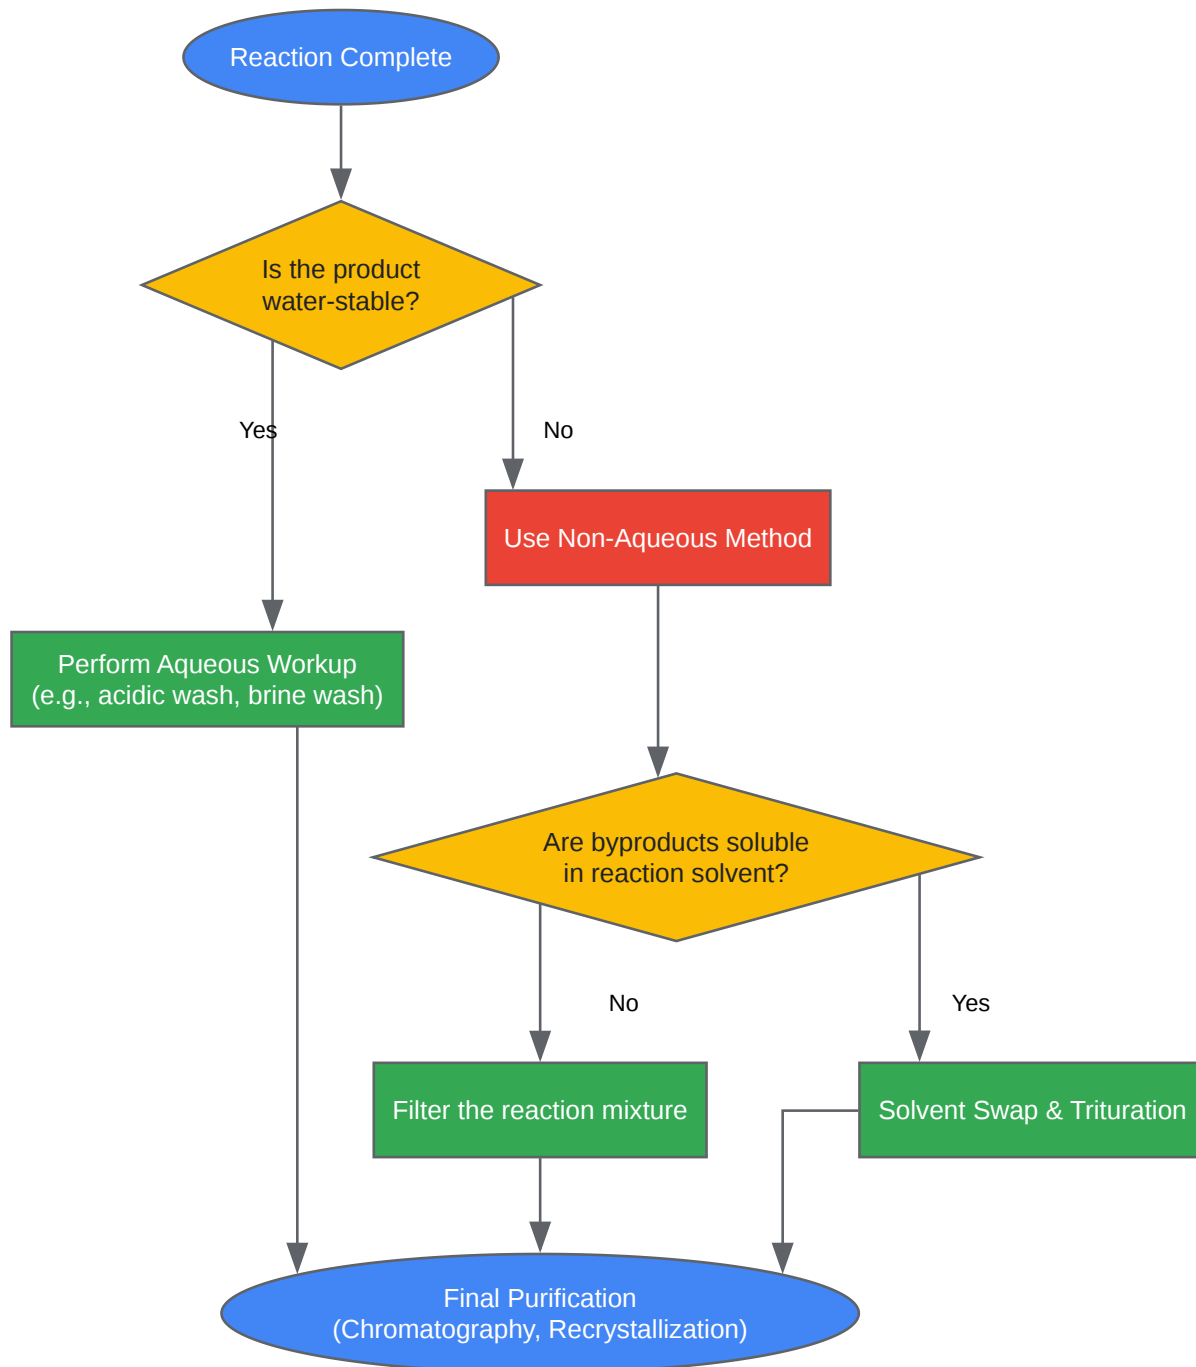 Reaction Complete
Is the product
water-stable?
Yes
No
Use Non-Aqueous Method
Perform Aqueous Workup
(e.g., acidic wash, brine wash)
Are byproducts soluble
in reaction solvent?
No
Yes
Filter the reaction mixture
Solvent Swap & Trituration
Final Purification
(Chromatography, Recrystallization)